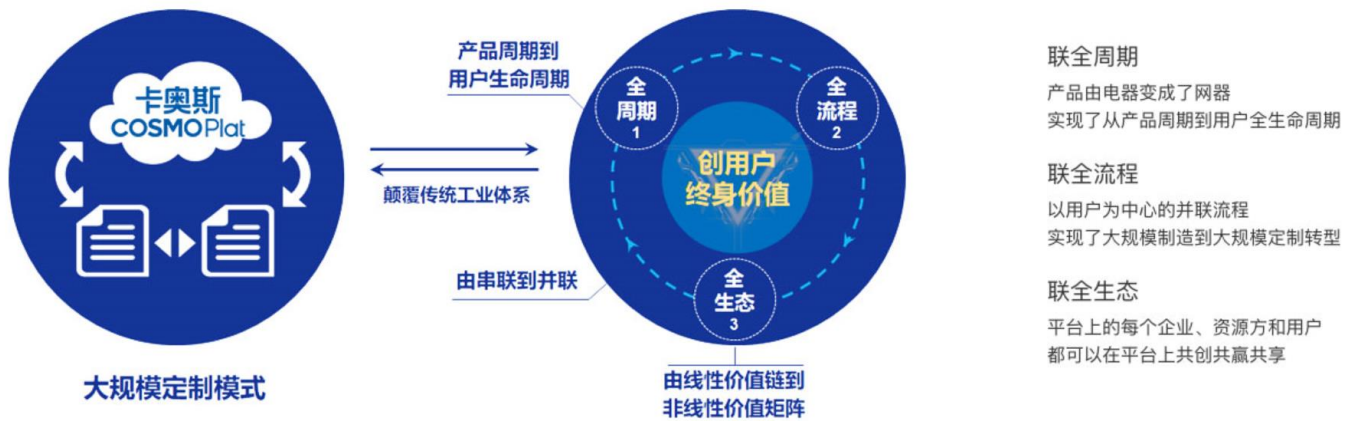 卡奥斯
COSMOPlat
大规模定制模式
颠覆传统工业体系
产品周期到
用户生命周期
由串联到并联
全
周期
1
全
流程
2
创用户
终身价值
全
生态
3
由线性价值链到
非线性价值矩阵
联全周期
产品由电器变成了网器
实现了从产品周期到用户全生命周期
联全流程
以用户为中心的并联流程
实现了大规模制造到大规模定制转型
联全生态
平台上的每个企业、资源方和用户
都可以在平台上共创共赢共享